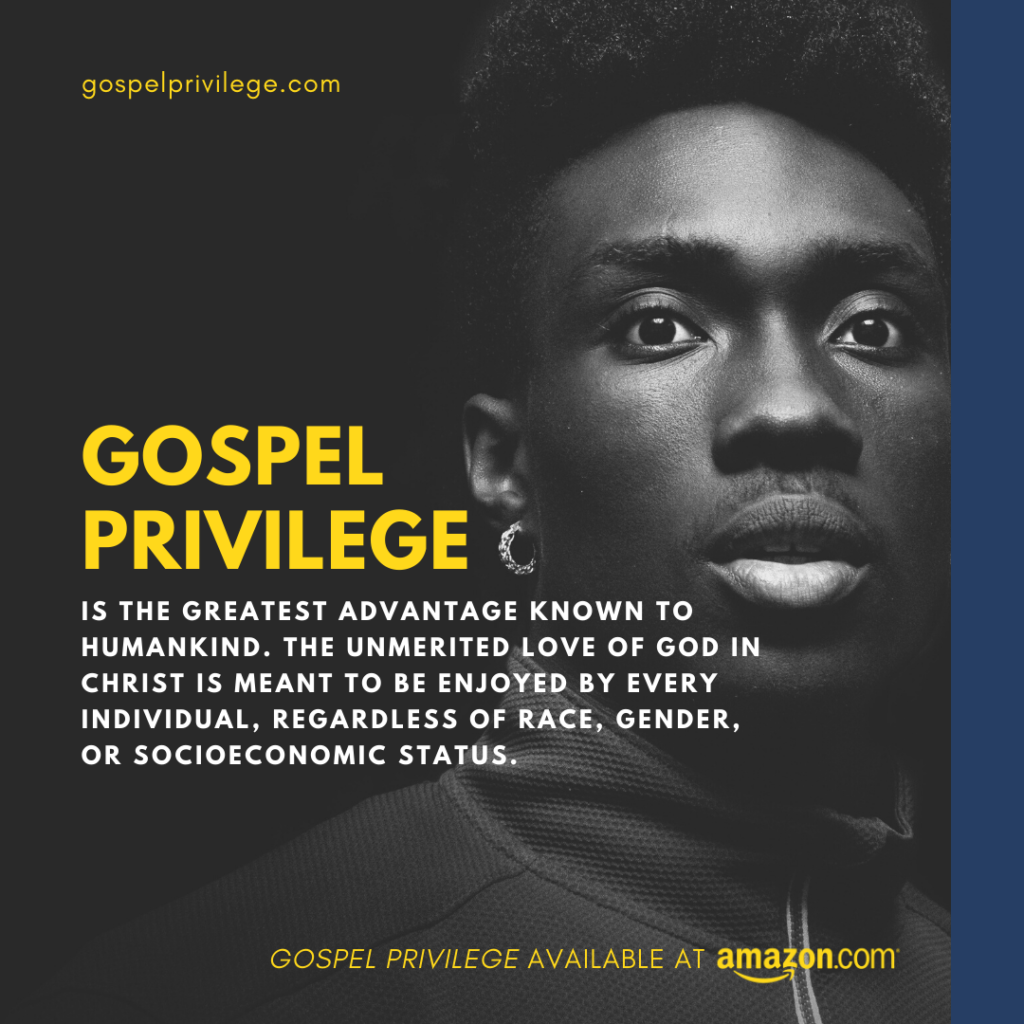 gospelprivilege.com
GOSPEL
PRIVILEGE
IS THE GREATEST ADVANTAGE KNOWN TO
HUMANKIND. THE UNMERITED LOVE OF GOD IN
CHRIST IS MEANT TO BE ENJOYED BY EVERY
INDIVIDUAL, REGARDLESS OF RACE, GENDER,
OR SOCIOECONOMIC STATUS.
GOSPEL PRIVILEGE AVAILABLE AT amazon.com